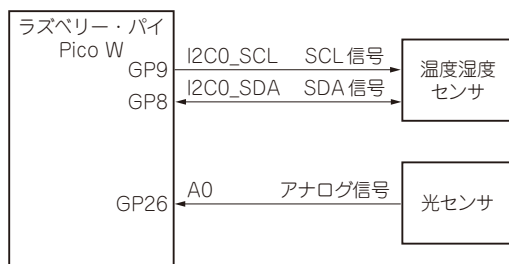 ラズベリー・パイ
Pico W
GP9
I2C0_SCL
SCL信号
GP8
I2C0_SDA
SDA信号
温度湿度
センサ
GP26
A0
アナログ信号
光センサ